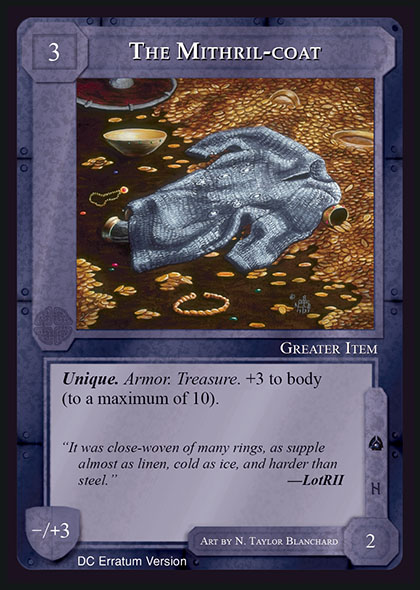 3
THE MITHRIL-COAT
GREATER ITEM
Unique. Armor. Treasure. +3 to body
(to a maximum of 10).
“It was close-woven of many rings, as supple
almost as linen, cold as ice, and harder than
steel.” —LotRII
–/+3
ART BY N. TAYLOR BLANCHARD
2
DC Erratum Version